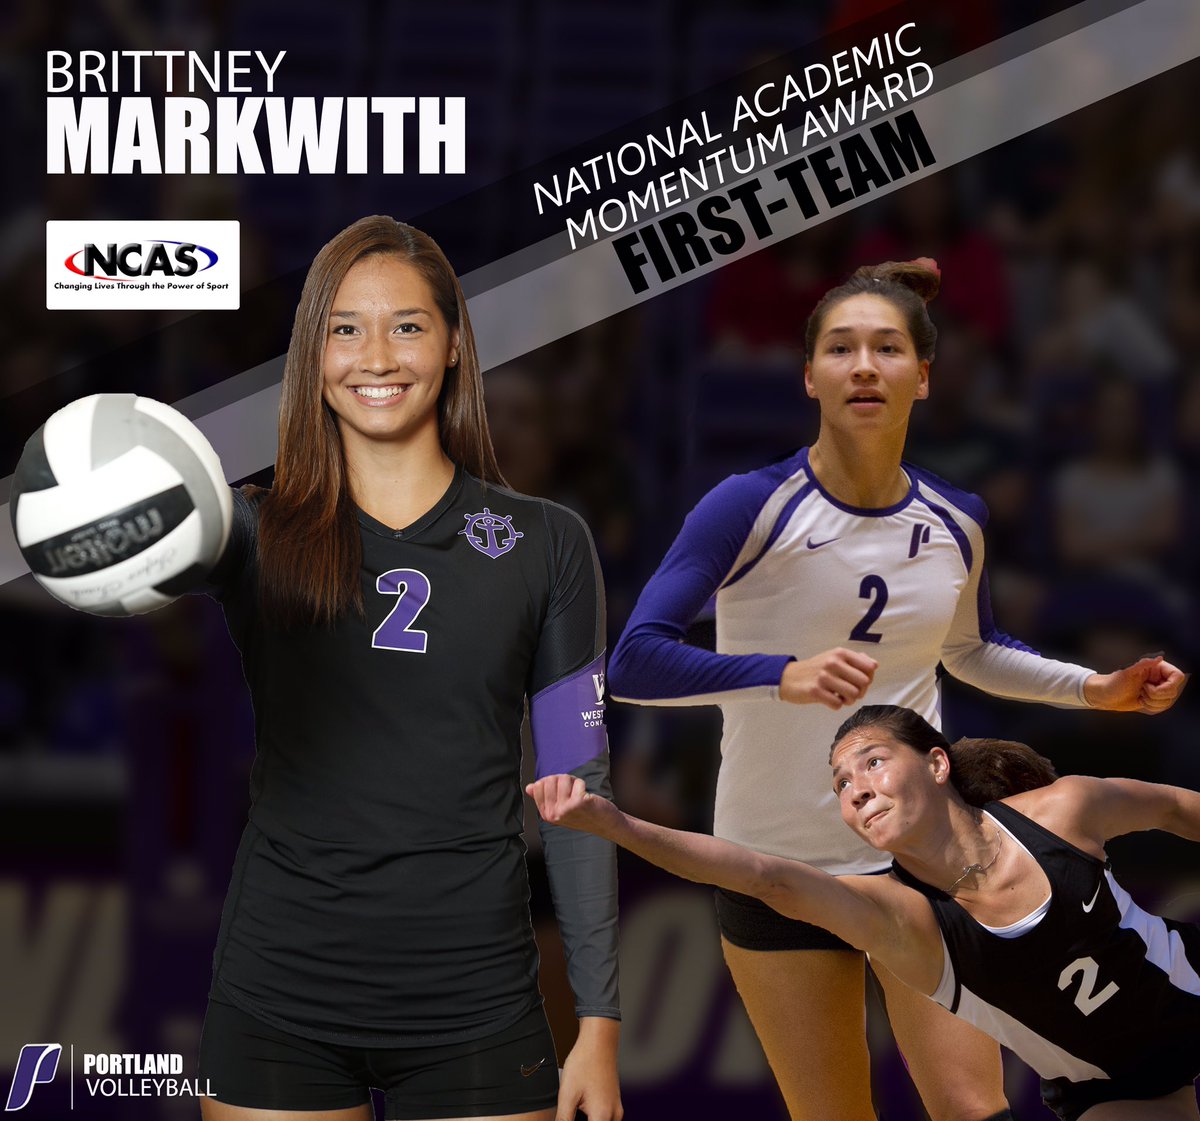 BRITTNEY
MARKWITH
NATIONAL ACADEMIC
MOMENTUM AWARD
FIRST-TEAM
NCAS
Changing Lives Through the Power of Sport
molten
2
2
2
PORTLAND
VOLLEYBALL